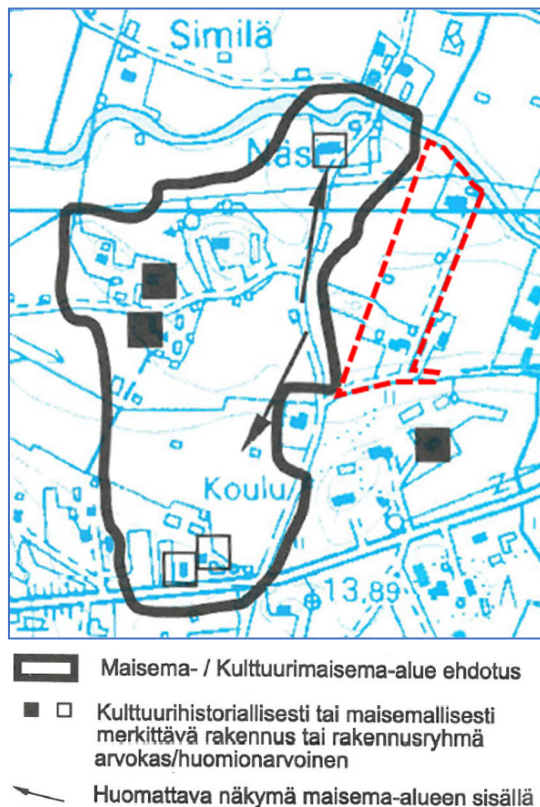 Similä
Näs
Koulu
13.89
Maisema- / Kulttuurimaisema-alue ehdotus
Kulttuurihistoriallisesti tai maisemallisesti
merkittävä rakennus tai rakennusryhmä
arvokas/huomionarvoinen
Huomattava näkymä maisema-alueen sisällä